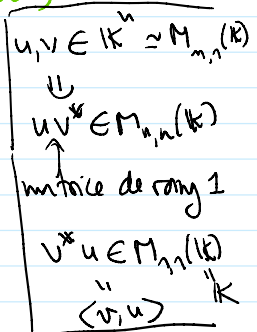 u,v ∈ 𝕂ⁿ ≃ M_{n,1}(𝕂)
⇓
uv* ∈ M_{n,n}(𝕂)
↑
matrice de rang 1
v*u ∈ M_{1,1}(𝕂)
" "
⟨v,u⟩ 𝕂